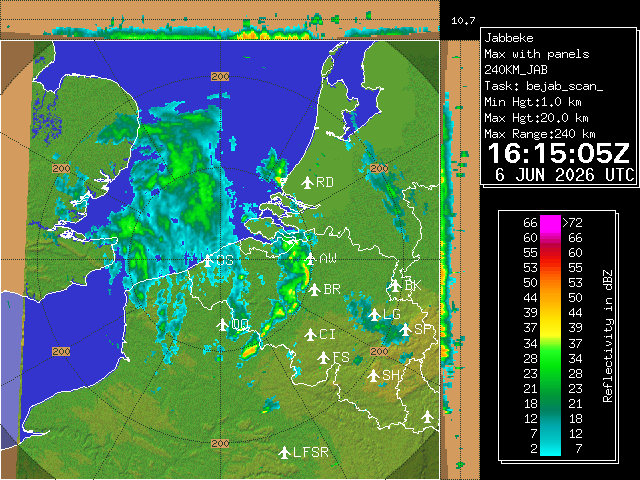 10.7
Jabbeke
Max with panels
240KM_JAB
Task: bejab_scan_
Min Hgt:1.0 km
Max Hgt:20.0 km
Max Range:240 km
16:15:05Z
6 JUN 2026 UTC
200
200
200
RD
OS
AW
BR
BK
QO
LG
CI
SP
200
FS
200
SH
200
LFSR
66 >72
60 66
55 60
53 55
50 53
44 50
39 44
37 39
34 37
28 34
23 28
21 23
18 21
12 18
7 12
2 7
Reflectivity in dBZ